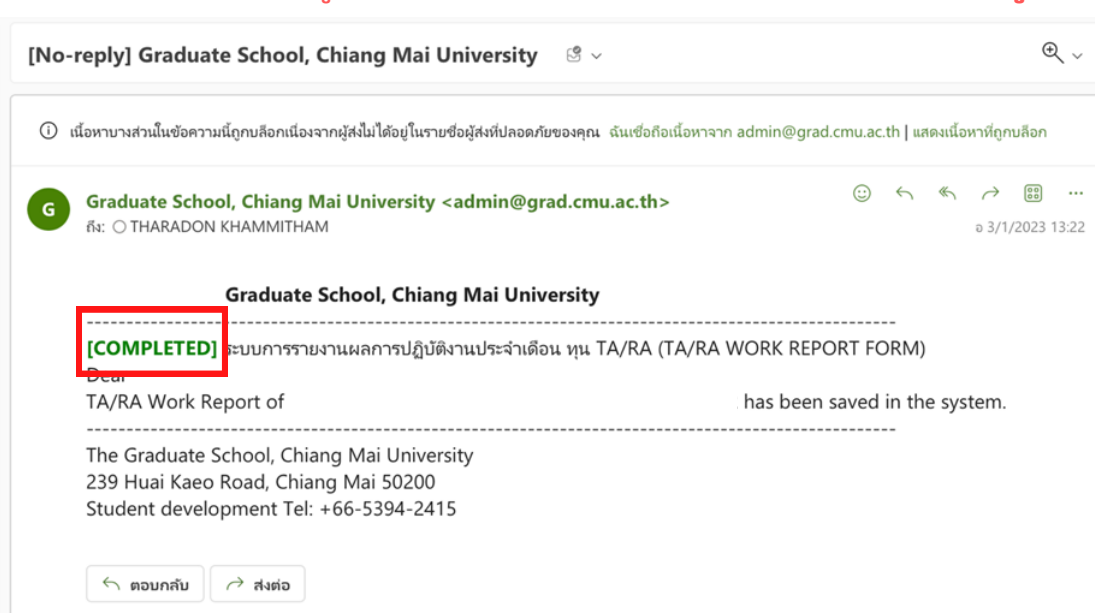 [No-reply] Graduate School, Chiang Mai University
เนื้อหาบางส่วนในข้อความนี้ถูกบล็อกเนื่องจากผู้ส่งไม่ได้อยู่ในรายชื่อผู้ส่งที่ปลอดภัยของคุณ ฉันเชื่อถือเนื้อหาจาก admin@grad.cmu.ac.th | แสดงเนื้อหาที่ถูกบล็อก
G
Graduate School, Chiang Mai University <admin@grad.cmu.ac.th>
ถึง: THARADON KHAMMITHAM
อ 3/1/2023 13:22
Graduate School, Chiang Mai University
[COMPLETED] ระบบการรายงานผลการปฏิบัติงานประจำเดือน ทุน TA/RA (TA/RA WORK REPORT FORM)
Dear
TA/RA Work Report of has been saved in the system.
The Graduate School, Chiang Mai University
239 Huai Kaeo Road, Chiang Mai 50200
Student development Tel: +66-5394-2415
ตอบกลับ ส่งต่อ